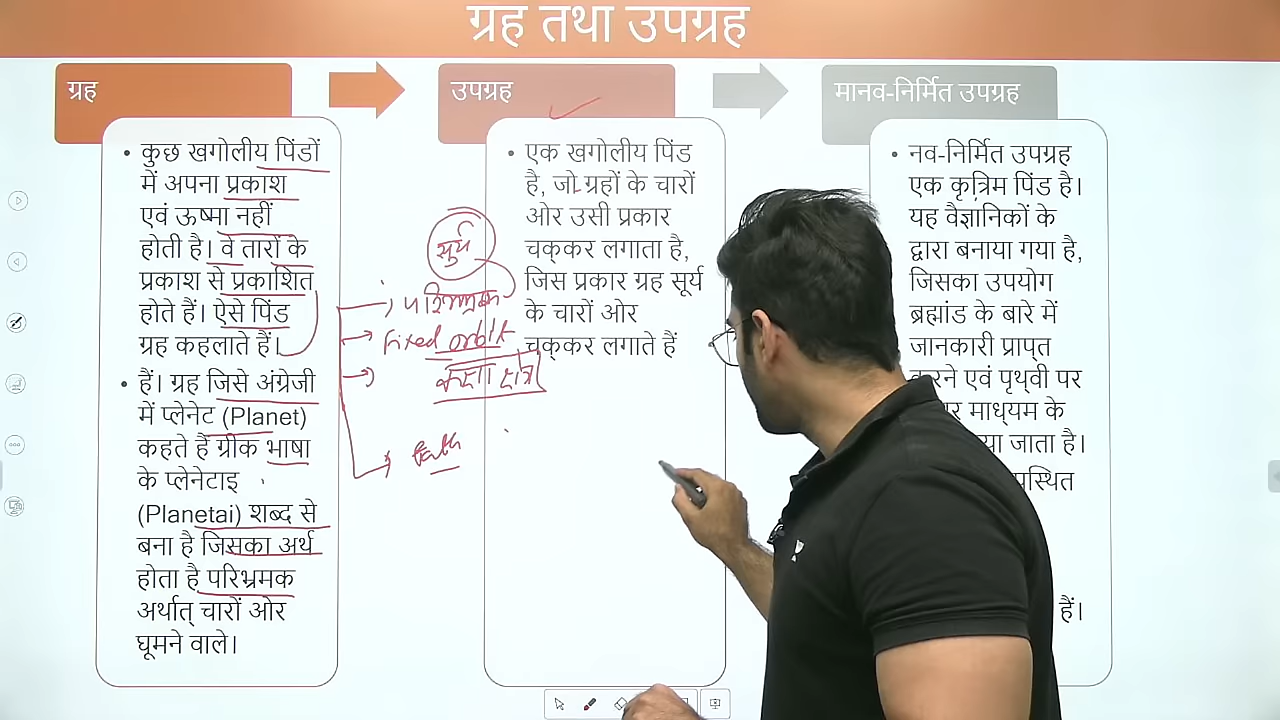 ग्रह तथा उपग्रह
ग्रह
• कुछ खगोलीय पिंडों
में अपना प्रकाश
एवं ऊष्मा नहीं
होती है। वे तारों के
प्रकाश से प्रकाशित
होते हैं। ऐसे पिंड
ग्रह कहलाते हैं।
• हैं। ग्रह जिसे अंग्रेजी
में प्लेनेट (Planet)
कहते हैं ग्रीक भाषा
के प्लेनेटाइ
(Planetai) शब्द से
बना है जिसका अर्थ
होता है परिभ्रमक
अर्थात् चारों ओर
घूमने वाले।
सूर्य
परिभ्रमक
Fixed orbit
कक्षा
उपग्रह
• एक खगोलीय पिंड
है, जो ग्रहों के चारों
ओर उसी प्रकार
चक्कर लगाता है,
जिस प्रकार ग्रह सूर्य
के चारों ओर
चक्कर लगाते हैं
मानव-निर्मित उपग्रह
• नव-निर्मित उपग्रह
एक कृत्रिम पिंड है।
यह वैज्ञानिकों के
द्वारा बनाया गया है,
जिसका उपयोग
ब्रह्मांड के बारे में
जानकारी प्राप्त
करने एवं पृथ्वी पर
माध्यम के
जाता है।
हैं।